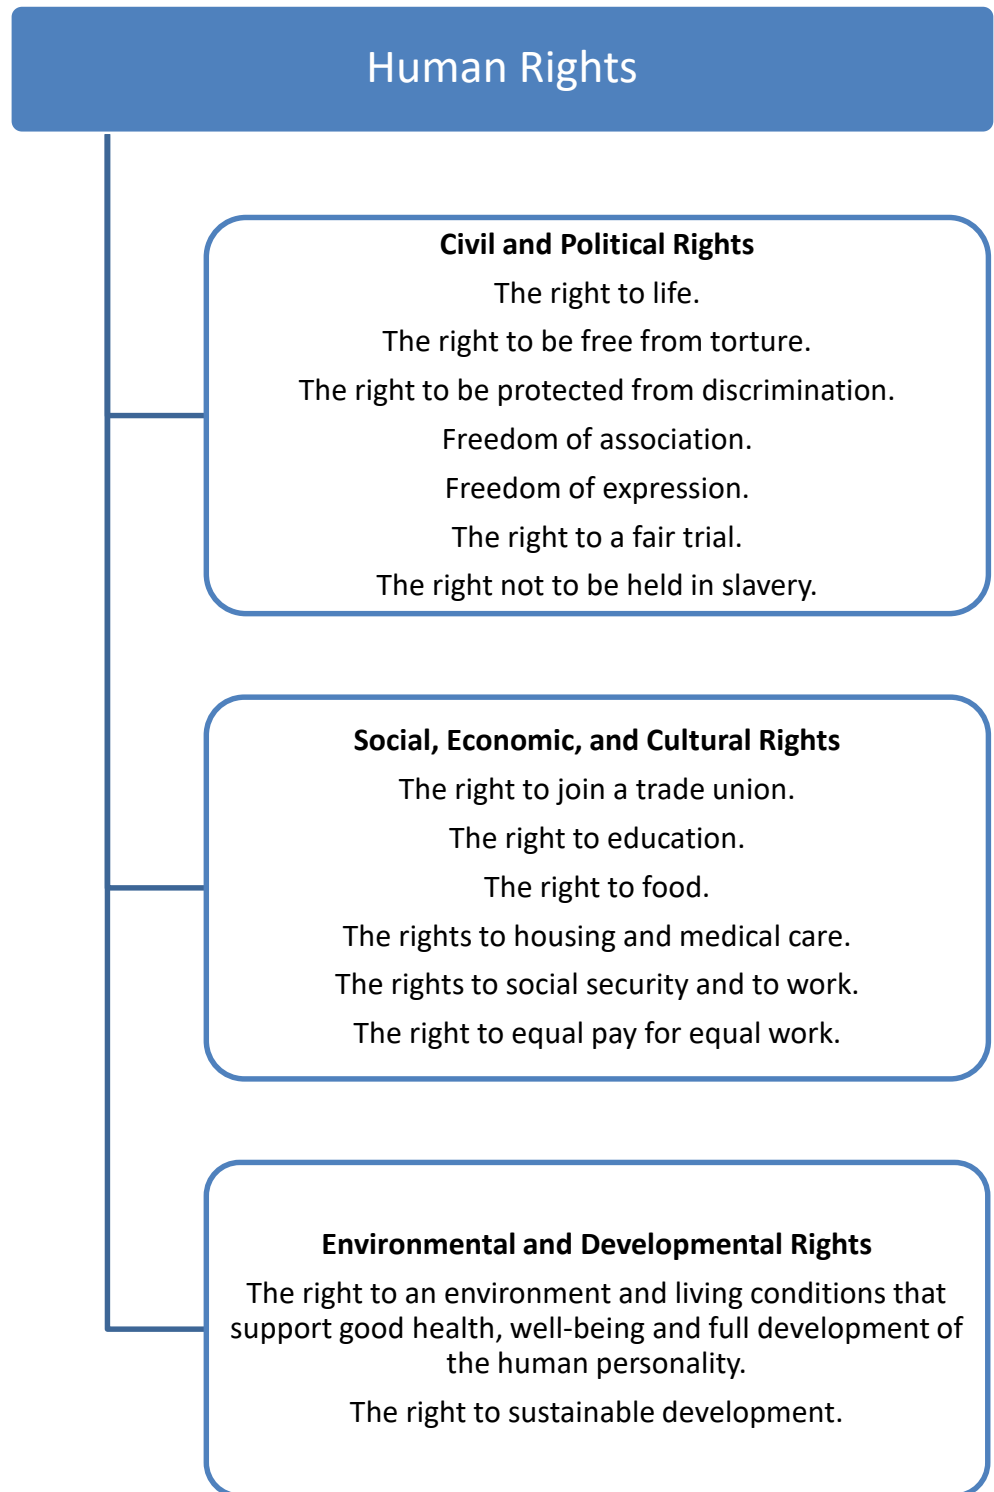 Human Rights
Civil and Political Rights
The right to life.
The right to be free from torture.
The right to be protected from discrimination.
Freedom of association.
Freedom of expression.
The right to a fair trial.
The right not to be held in slavery.
Social, Economic, and Cultural Rights
The right to join a trade union.
The right to education.
The right to food.
The rights to housing and medical care.
The rights to social security and to work.
The right to equal pay for equal work.
Environmental and Developmental Rights
The right to an environment and living conditions that
support good health, well-being and full development of
the human personality.
The right to sustainable development.